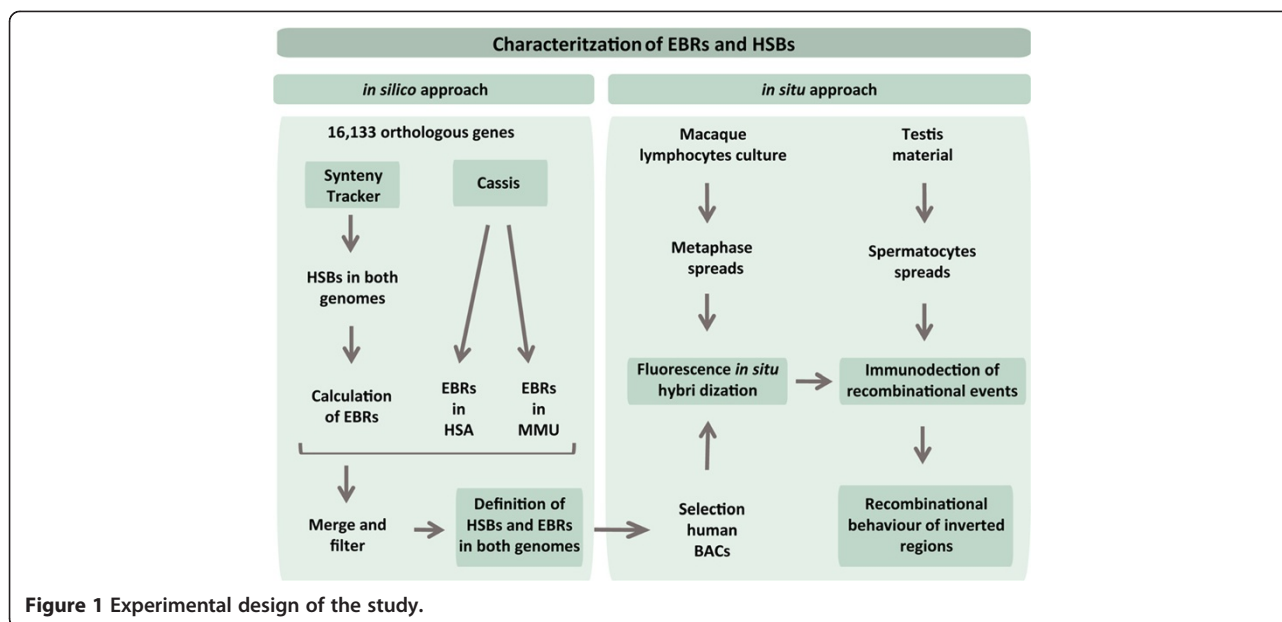 Characteritzation of EBRs and HSBs
in silico approach
16,133 orthologous genes
Synteny
Tracker
Cassis
HSBs in both
genomes
Calculation
of EBRs
EBRs
in
HSA
EBRs
in
MMU
Merge and
filter
Definition of
HSBs and EBRs
in both genomes
in situ approach
Macaque
lymphocytes culture
Testis
material
Metaphase
spreads
Spermatocytes
spreads
Fluorescence in situ
hybri dization
Immunodection of
recombinational events
Selection
human
BACs
Recombinational
behaviour of inverted
regions
Figure 1 Experimental design of the study.